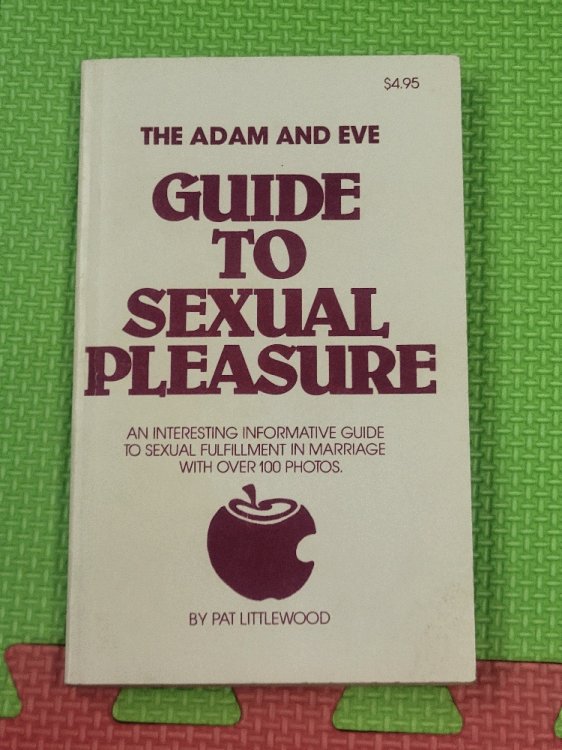 $4.95
THE ADAM AND EVE
GUIDE
TO
SEXUAL
PLEASURE
AN INTERESTING INFORMATIVE GUIDE
TO SEXUAL FULFILLMENT IN MARRIAGE
WITH OVER 100 PHOTOS.
BY PAT LITTLEWOOD